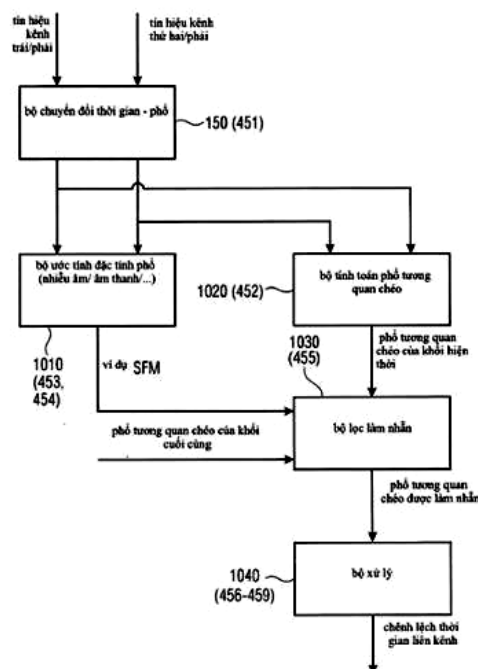 tín hiệu
kênh
trái/phải
tín hiệu kênh
thứ hai/phải
bộ chuyển đổi thời gian - phổ
150 (451)
bộ ước tính đặc tính phổ
(nhiễu âm/ âm thanh/...)
bộ tính toán phổ tương
quan chéo
1020 (452)
1010
(453,
454)
ví dụ SFM
1030
(455)
phổ tương quan
chéo của khối hiện
thời
phổ tương quan chéo của khối
cuối cùng
bộ lọc làm nhẵn
phổ tương quan
chéo được làm nhẵn
bộ xử lý
1040
(456-459)
chênh lệch thời
gian liên kênh